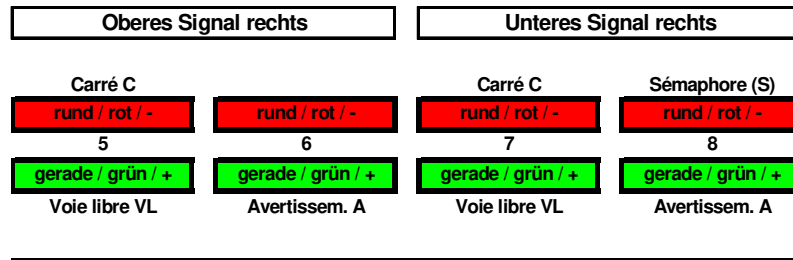 Oberes Signal rechts Unteres Signal rechts
Carré C Carré C Sémaphore (S)
rund / rot / - rund / rot / - rund / rot / - rund / rot / -
5 6 7 8
gerade / grün / + gerade / grün / + gerade / grün / + gerade / grün / +
Voie libre VL Avertissem. A Voie libre VL Avertissem. A